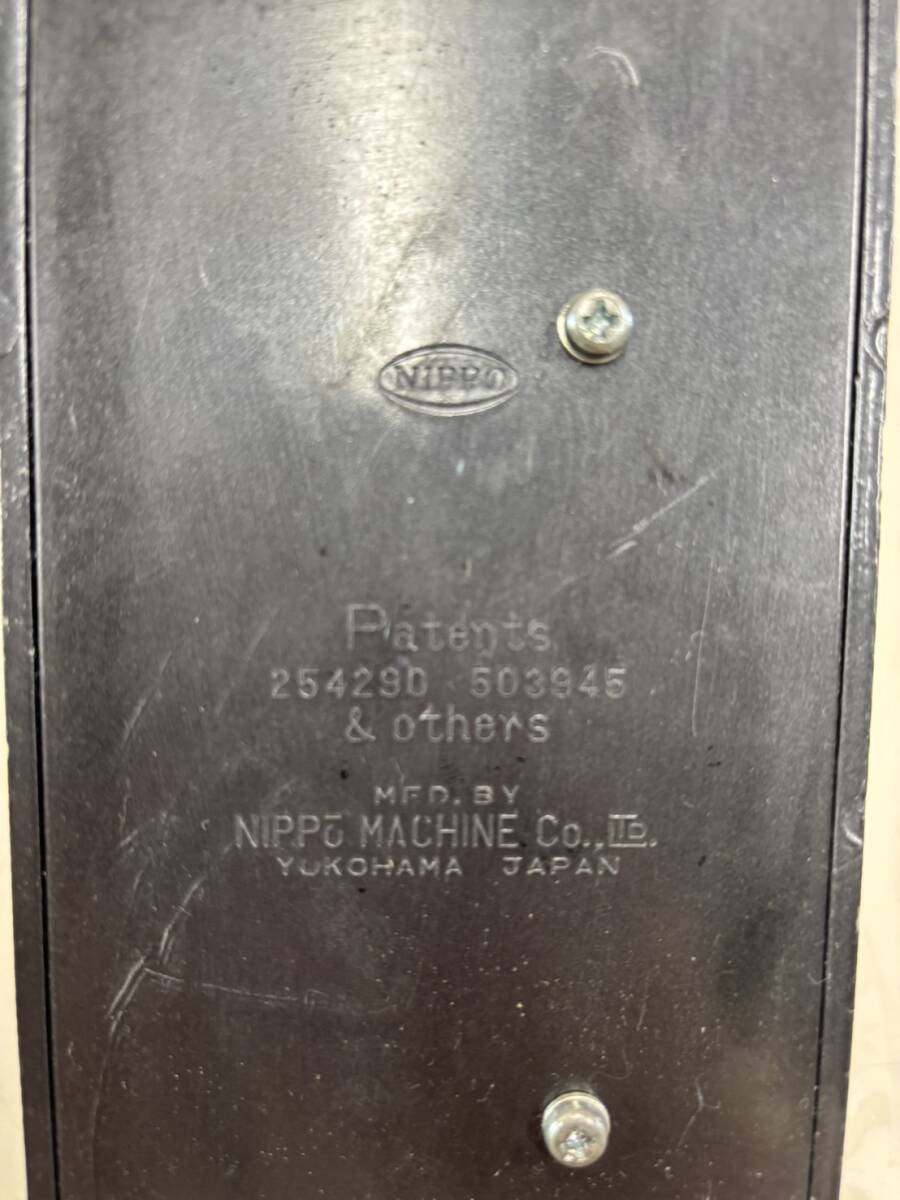 NIPPO
Patents
254290 503945
& others
MFD. BY
NIPPŌ MACHINE Co., LTD.
YOKOHAMA JAPAN